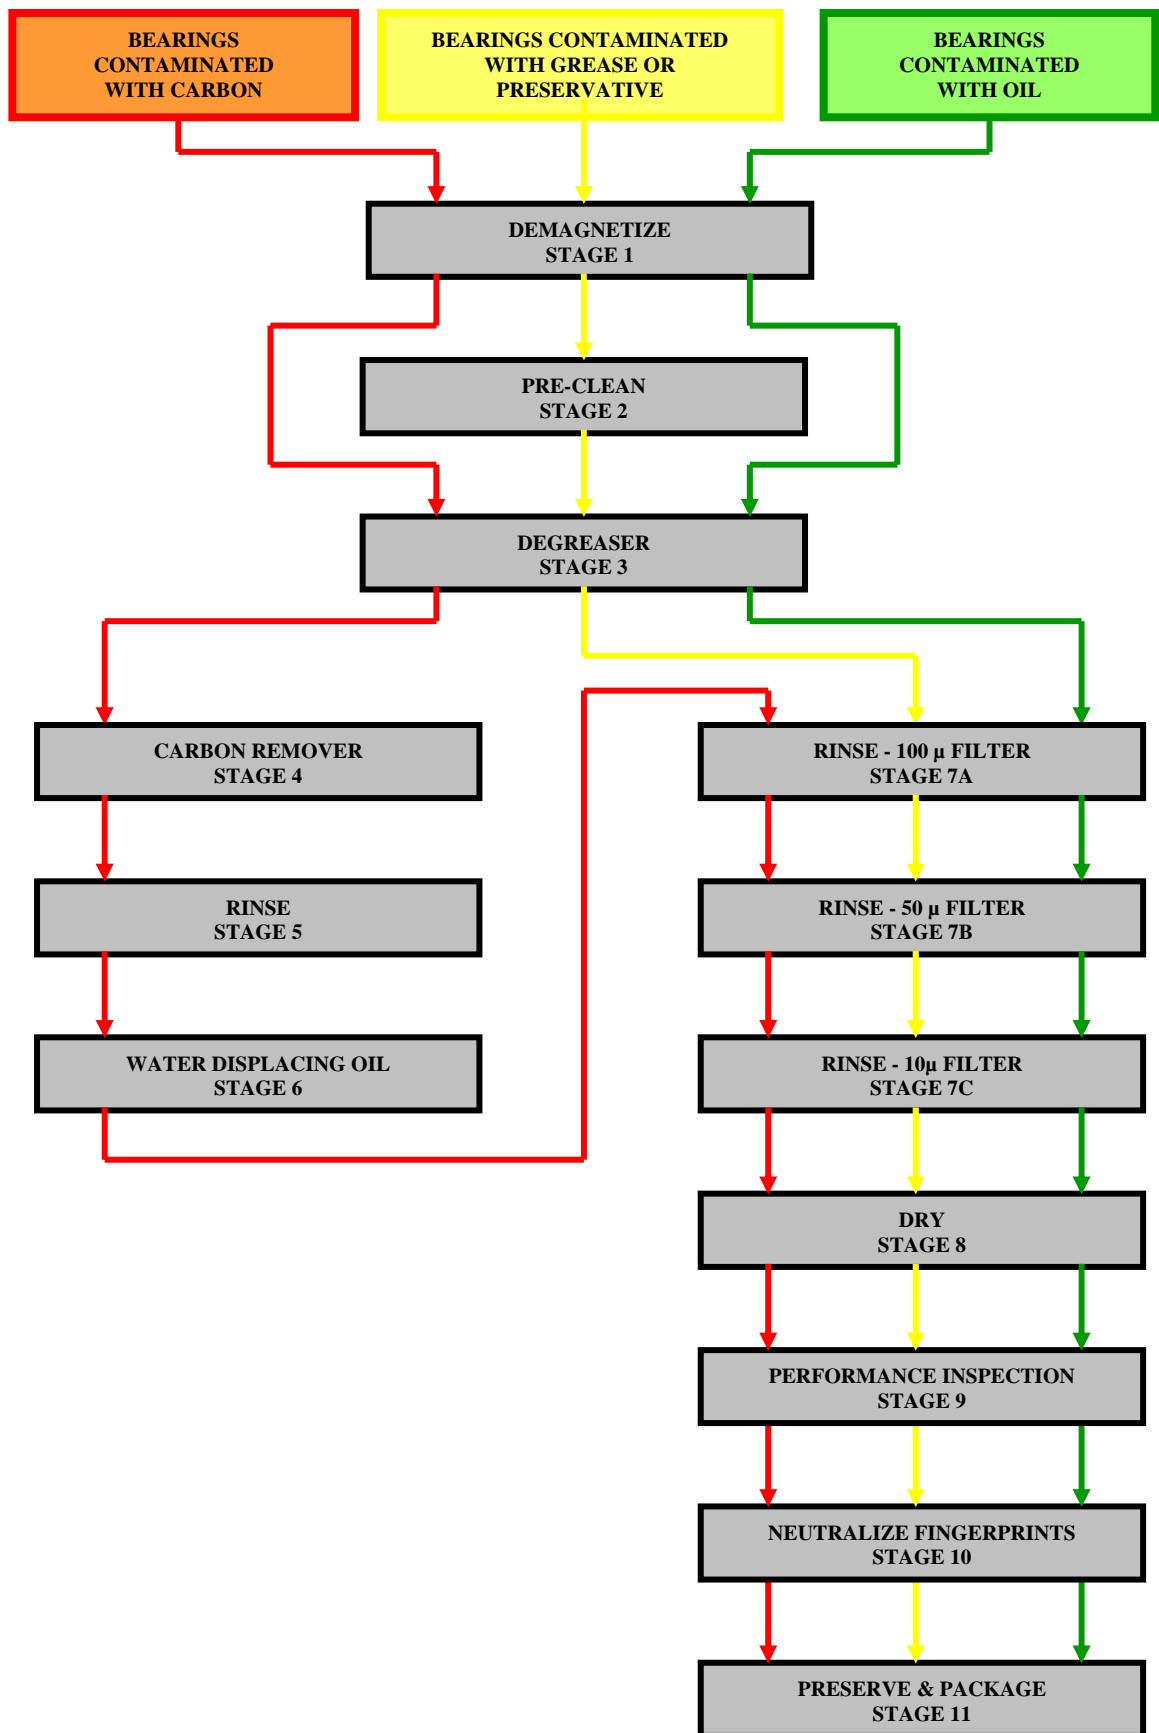 BEARINGS
CONTAMINATED
WITH CARBON
BEARINGS CONTAMINATED
WITH GREASE OR
PRESERVATIVE
BEARINGS
CONTAMINATED
WITH OIL
DEMAGNETIZE
STAGE 1
PRE-CLEAN
STAGE 2
DEGREASER
STAGE 3
CARBON REMOVER
STAGE 4
RINSE
STAGE 5
WATER DISPLACING OIL
STAGE 6
RINSE - 100 µ FILTER
STAGE 7A
RINSE - 50 µ FILTER
STAGE 7B
RINSE - 10µ FILTER
STAGE 7C
DRY
STAGE 8
PERFORMANCE INSPECTION
STAGE 9
NEUTRALIZE FINGERPRINTS
STAGE 10
PRESERVE & PACKAGE
STAGE 11